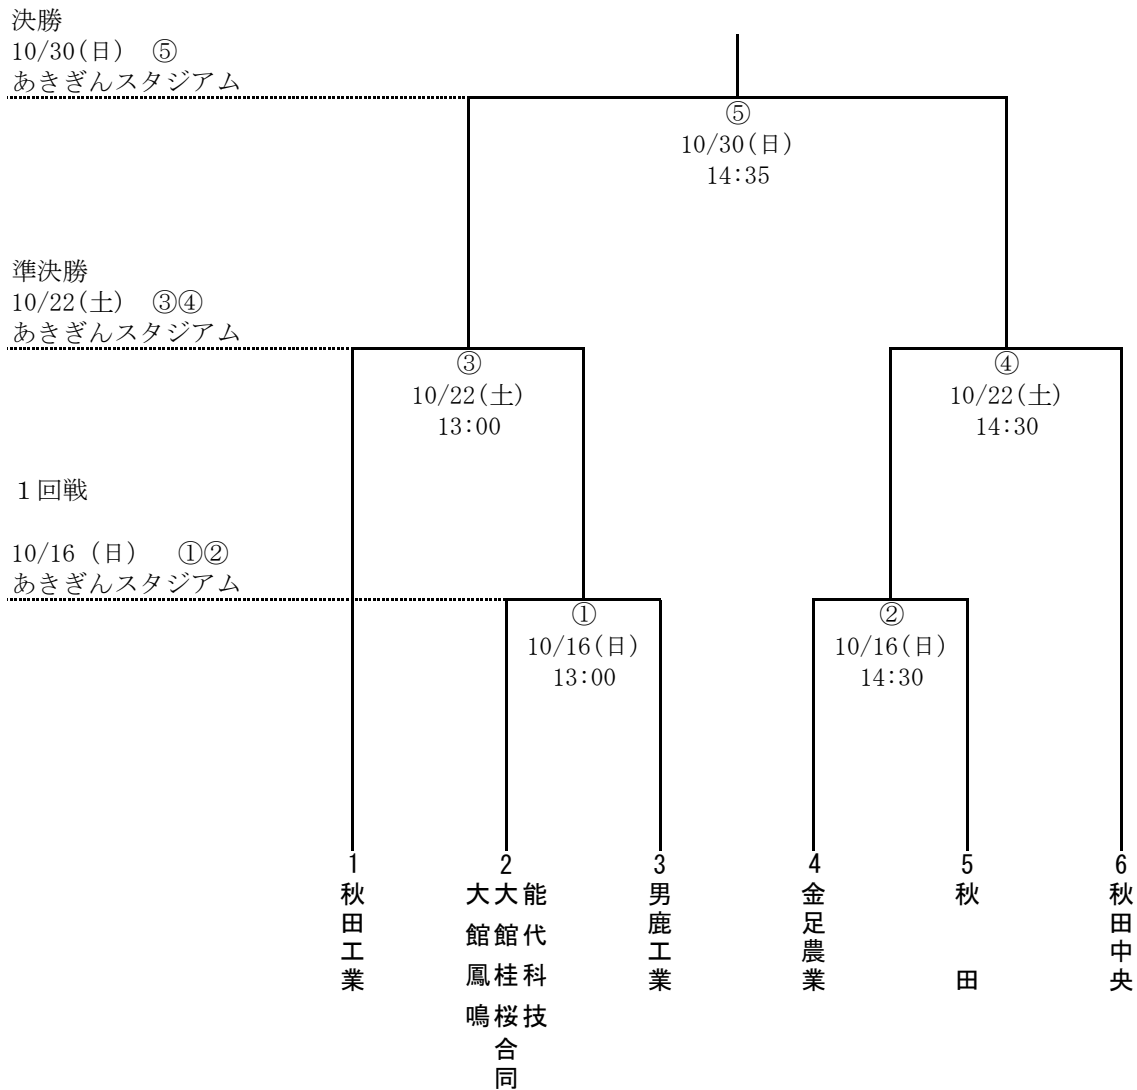 決勝
10/30(日) ⑤
あきぎんスタジアム
⑤
10/30(日)
14:35
準決勝
10/22(土) ③④
あきぎんスタジアム
③
10/22(土)
13:00
④
10/22(土)
14:30
１回戦
10/16 (日) ①②
あきぎんスタジアム
①
10/16(日)
13:00
②
10/16(日)
14:30
1
秋田工業
2
能代科技
大館桂桜合同
大館鳳鳴
3
男鹿工業
4
金足農業
5
秋田
6
秋田中央